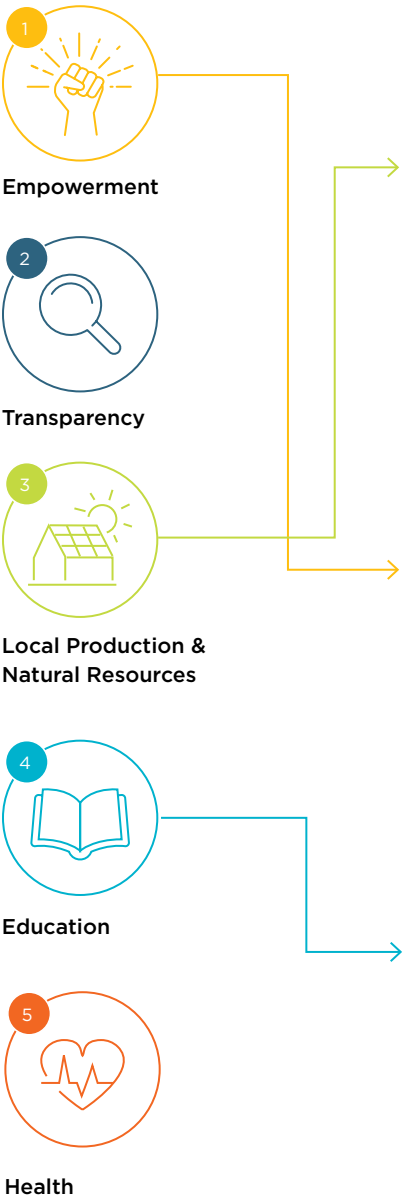 1
Empowerment
2
Transparency
3
Local Production &
Natural Resources
4
Education
5
Health